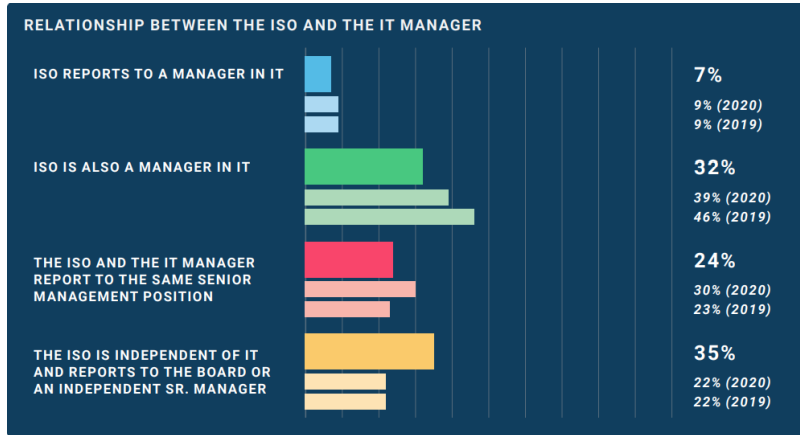 RELATIONSHIP BETWEEN THE ISO AND THE IT MANAGER
ISO REPORTS TO A MANAGER IN IT
7%
9% (2020)
9% (2019)
ISO IS ALSO A MANAGER IN IT
32%
39% (2020)
46% (2019)
THE ISO AND THE IT MANAGER
REPORT TO THE SAME SENIOR
MANAGEMENT POSITION
24%
30% (2020)
23% (2019)
THE ISO IS INDEPENDENT OF IT
AND REPORTS TO THE BOARD OR
AN INDEPENDENT SR. MANAGER
35%
22% (2020)
22% (2019)